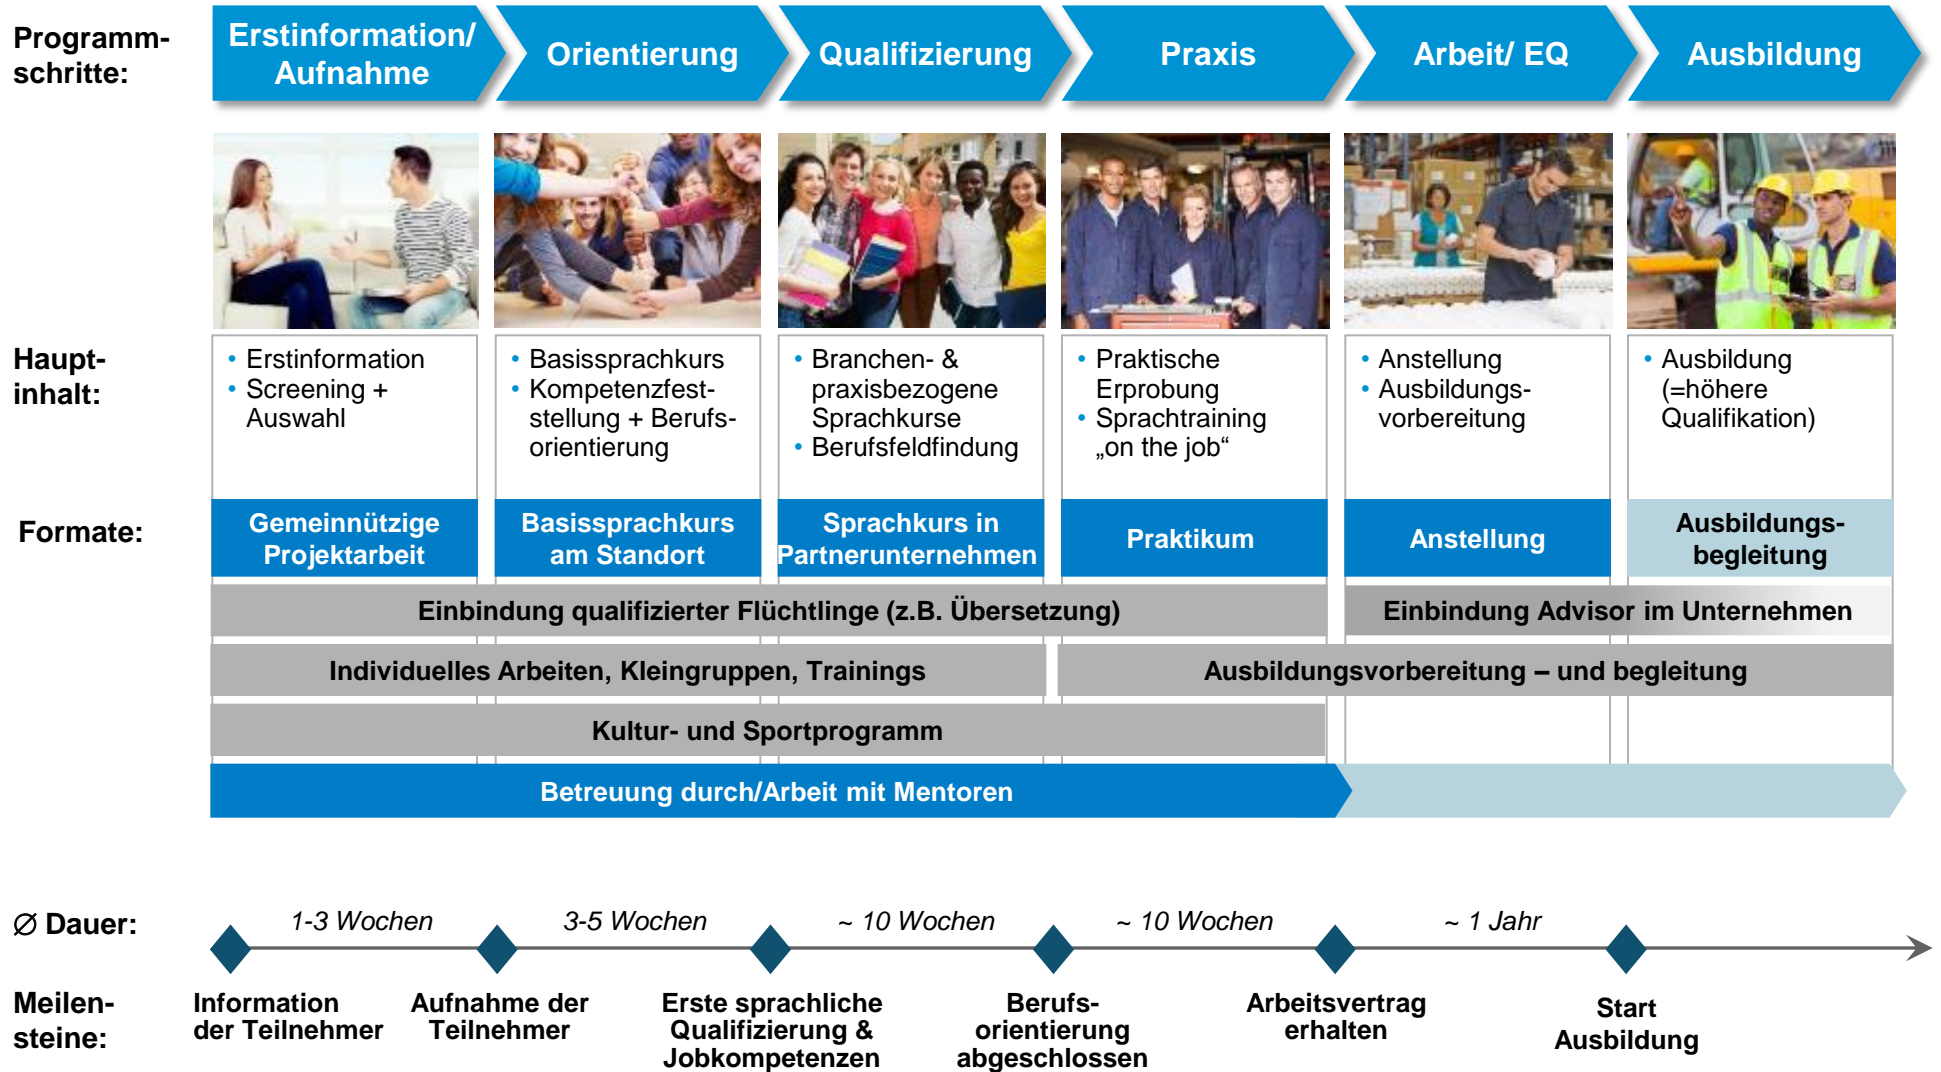 Programm-
schritte:
Erstinformation/
Aufnahme
Orientierung
Qualifizierung
Praxis
Arbeit/ EQ
Ausbildung
Haupt-
inhalt:
• Erstinformation
• Screening +
Auswahl
• Basissprachkurs
• Kompetenzfest-
stellung + Berufs-
orientierung
• Branchen- &
praxisbezogene
Sprachkurse
• Berufsfeldfindung
• Praktische
Erprobung
• Sprachtraining
„on the job“
• Anstellung
• Ausbildungs-
vorbereitung
• Ausbildung
(=höhere
Qualifikation)
Formate:
Gemeinnützige
Projektarbeit
Basissprachkurs
am Standort
Sprachkurs in
Partnerunternehmen
Praktikum
Anstellung
Ausbildungs-
begleitung
Einbindung qualifizierter Flüchtlinge (z.B. Übersetzung)
Einbindung Advisor im Unternehmen
Individuelles Arbeiten, Kleingruppen, Trainings
Ausbildungsvorbereitung – und begleitung
Kultur- und Sportprogramm
Betreuung durch/Arbeit mit Mentoren
∅ Dauer:
1-3 Wochen
3-5 Wochen
~ 10 Wochen
~ 10 Wochen
~ 1 Jahr
Meilen-
steine:
Information
der Teilnehmer
Aufnahme der
Teilnehmer
Erste sprachliche
Qualifizierung &
Jobkompetenzen
Berufs-
orientierung
abgeschlossen
Arbeitsvertrag
erhalten
Start
Ausbildung